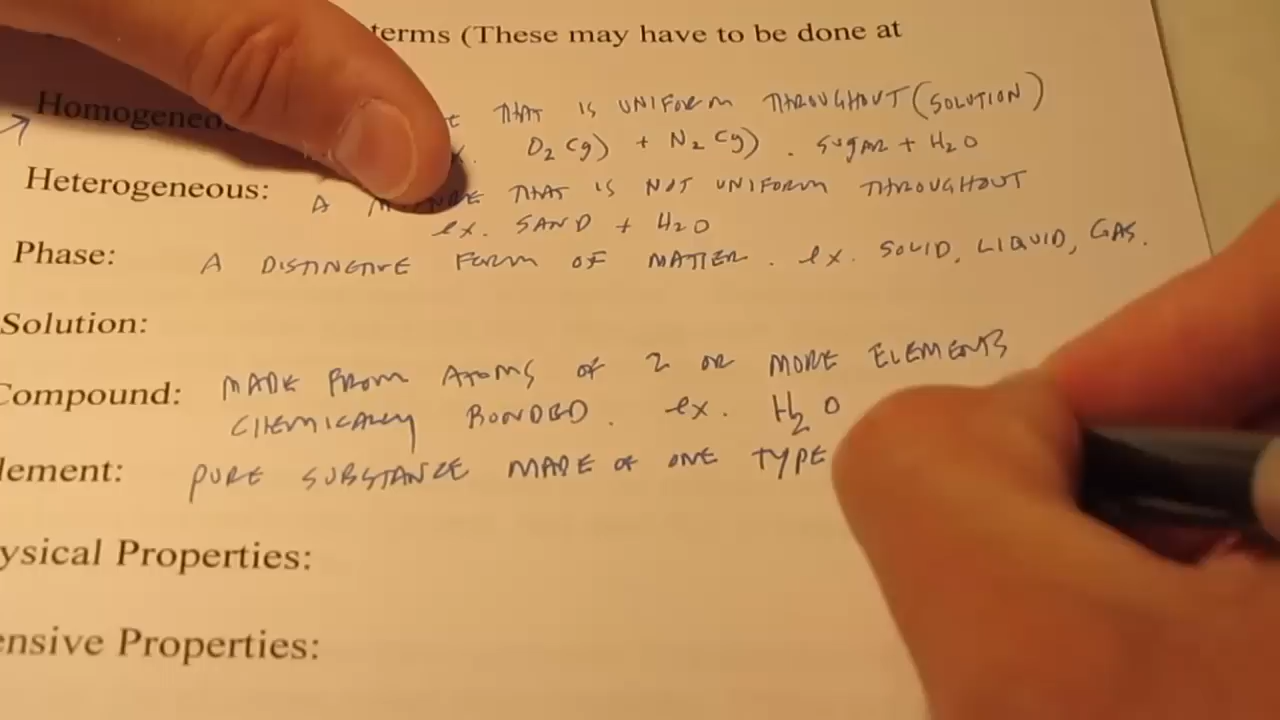 terms (These may have to be done at
Homogeneo THAT IS UNIFORM THROUGHOUT (SOLUTION)
O2 (g) + N2 (g) . SUGAR + H2O
Heterogeneous: A THAT IS NOT UNIFORM THROUGHOUT
ex. SAND + H2O
Phase: A DISTINCTIVE FORM OF MATTER. ex. SOLID, LIQUID, GAS.
Solution:
Compound: MADE FROM ATOMS OF 2 OR MORE ELEMENTS
CHEMICALLY BONDED. ex. H2O
lement: PURE SUBSTANCE MADE OF ONE TYPE
ysical Properties:
ensive Properties: